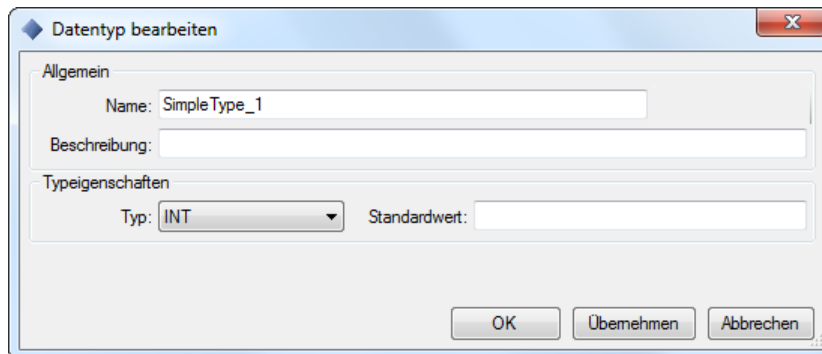 Datentyp bearbeiten
Allgemein
Name: SimpleType_1
Beschreibung:
Typeigenschaften
Typ: INT Standardwert:
OK Übernehmen Abbrechen